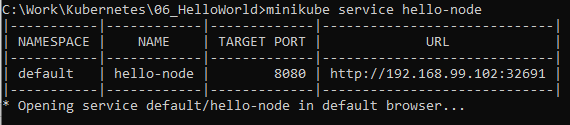 C:\Work\Kubernetes\06_HelloWorld>minikube service hello-node
|-----------|------------|-------------|-----------------------------|
| NAMESPACE |    NAME    | TARGET PORT |             URL             |
|-----------|------------|-------------|-----------------------------|
| default   | hello-node |        8080 | http://192.168.99.102:32691 |
|-----------|------------|-------------|-----------------------------|
* Opening service default/hello-node in default browser...